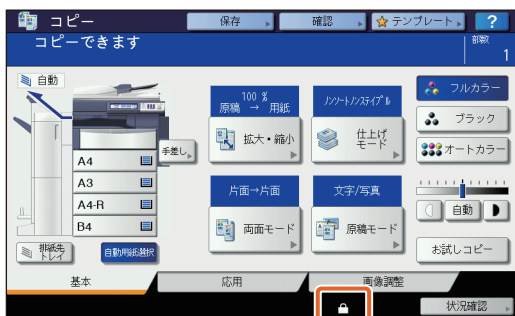 コピー
保存
確認
テンプレート
?
コピーできます
部数
1
自動
手差し
A4
A3
A4-R
B4
排紙先
トレイ
自動用紙選択
100 %
原稿 → 用紙
拡大・縮小
ノンソート/ノンステイプル
仕上げ
モード
片面→片面
両面モード
文字/写真
原稿モード
フルカラー
ブラック
オートカラー
自動
お試しコピー
基本
応用
画像調整
状況確認